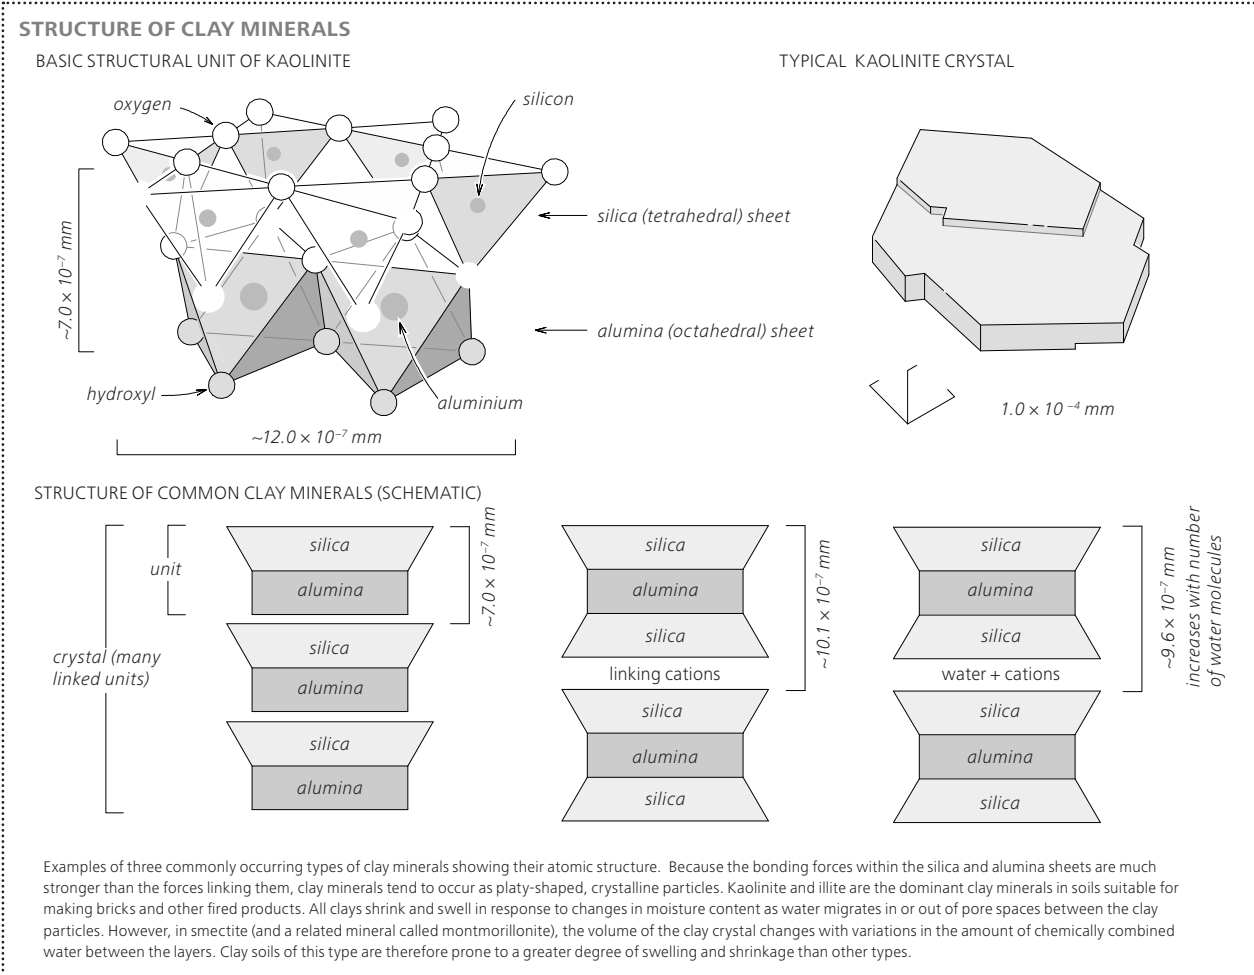 STRUCTURE OF CLAY MINERALS
BASIC STRUCTURAL UNIT OF KAOLINITE
TYPICAL KAOLINITE CRYSTAL
oxygen
silicon
silica (tetrahedral) sheet
~7.0 × 10⁻⁷ mm
alumina (octahedral) sheet
hydroxyl
aluminium
1.0 × 10⁻⁴ mm
~12.0 × 10⁻⁷ mm
STRUCTURE OF COMMON CLAY MINERALS (SCHEMATIC)
unit
crystal (many
linked units)
silica
alumina
silica
alumina
silica
alumina
~7.0 × 10⁻⁷ mm
silica
alumina
silica
linking cations
silica
alumina
silica
~10.1 × 10⁻⁷ mm
silica
alumina
silica
water + cations
silica
alumina
silica
~9.6 × 10⁻⁷ mm
increases with number
of water molecules
Examples of three commonly occurring types of clay minerals showing their atomic structure. Because the bonding forces within the silica and alumina sheets are much
stronger than the forces linking them, clay minerals tend to occur as platy-shaped, crystalline particles. Kaolinite and illite are the dominant clay minerals in soils suitable for
making bricks and other fired products. All clays shrink and swell in response to changes in moisture content as water migrates in or out of pore spaces between the clay
particles. However, in smectite (and a related mineral called montmorillonite), the volume of the clay crystal changes with variations in the amount of chemically combined
water between the layers. Clay soils of this type are therefore prone to a greater degree of swelling and shrinkage than other types.